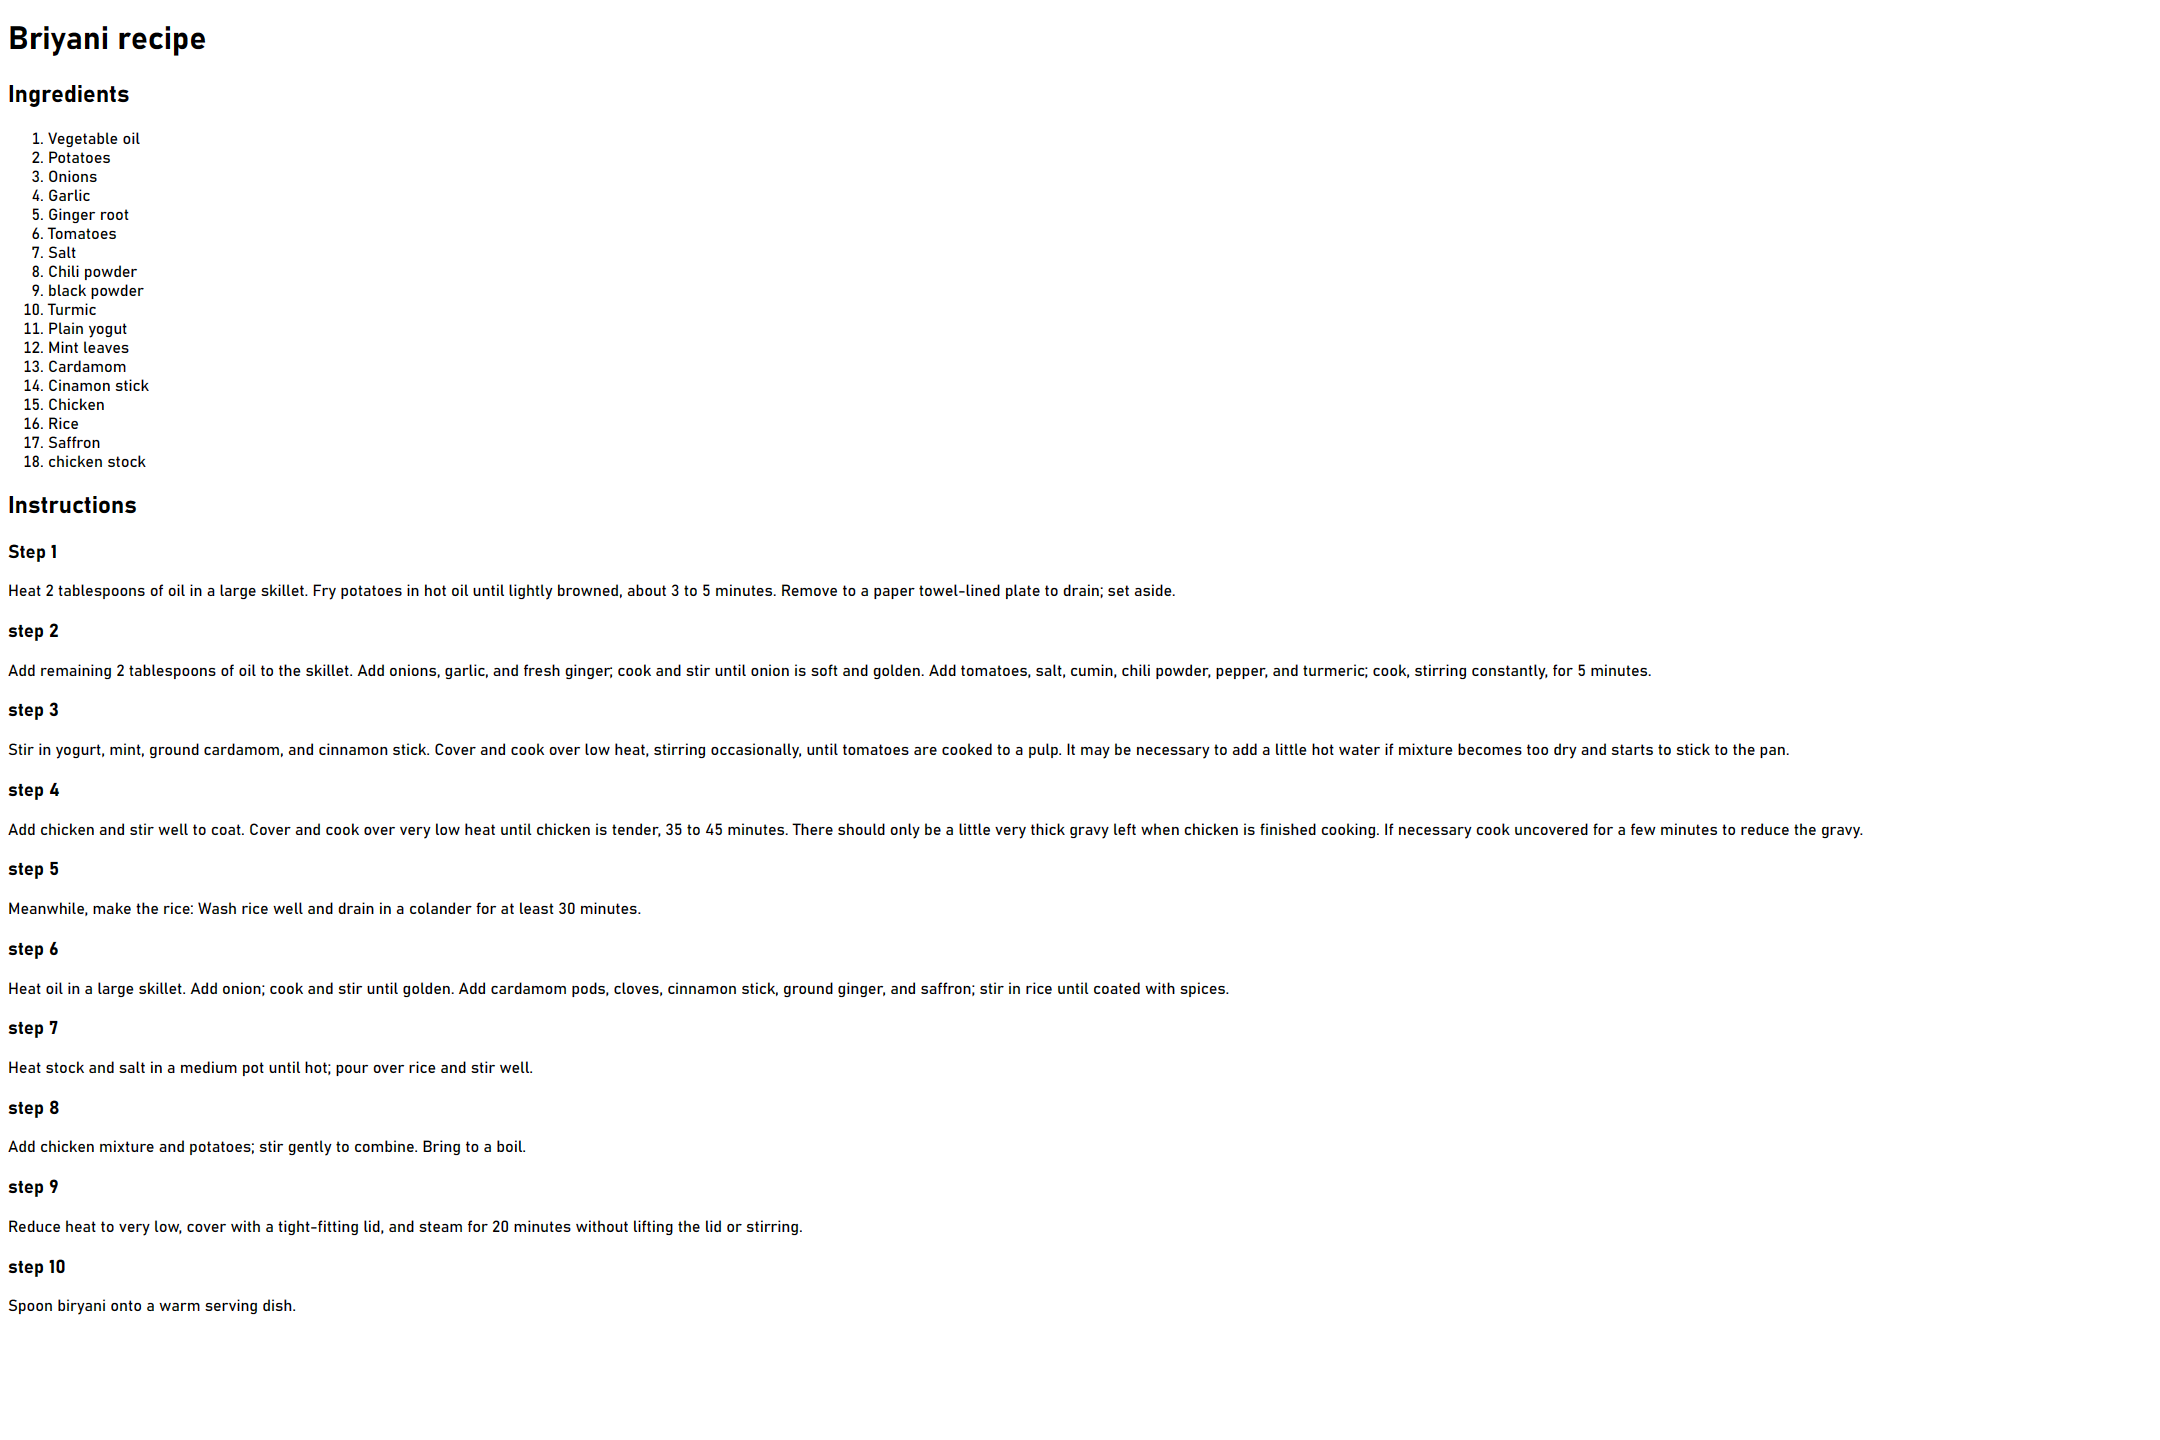 Briyani recipe
Ingredients
1. Vegetable oil
2. Potatoes
3. Onions
4. Garlic
5. Ginger root
6. Tomatoes
7. Salt
8. Chili powder
9. black powder
10. Turmic
11. Plain yogut
12. Mint leaves
13. Cardamom
14. Cinamon stick
15. Chicken
16. Rice
17. Saffron
18. chicken stock
Instructions
Step 1
Heat 2 tablespoons of oil in a large skillet. Fry potatoes in hot oil until lightly browned, about 3 to 5 minutes. Remove to a paper towel-lined plate to drain; set aside.
step 2
Add remaining 2 tablespoons of oil to the skillet. Add onions, garlic, and fresh ginger; cook and stir until onion is soft and golden. Add tomatoes, salt, cumin, chili powder, pepper, and turmeric; cook, stirring constantly, for 5 minutes.
step 3
Stir in yogurt, mint, ground cardamom, and cinnamon stick. Cover and cook over low heat, stirring occasionally, until tomatoes are cooked to a pulp. It may be necessary to add a little hot water if mixture becomes too dry and starts to stick to the pan.
step 4
Add chicken and stir well to coat. Cover and cook over very low heat until chicken is tender, 35 to 45 minutes. There should only be a little very thick gravy left when chicken is finished cooking. If necessary cook uncovered for a few minutes to reduce the gravy.
step 5
Meanwhile, make the rice: Wash rice well and drain in a colander for at least 30 minutes.
step 6
Heat oil in a large skillet. Add onion; cook and stir until golden. Add cardamom pods, cloves, cinnamon stick, ground ginger, and saffron; stir in rice until coated with spices.
step 7
Heat stock and salt in a medium pot until hot; pour over rice and stir well.
step 8
Add chicken mixture and potatoes; stir gently to combine. Bring to a boil.
step 9
Reduce heat to very low, cover with a tight-fitting lid, and steam for 20 minutes without lifting the lid or stirring.
step 10
Spoon biryani onto a warm serving dish.